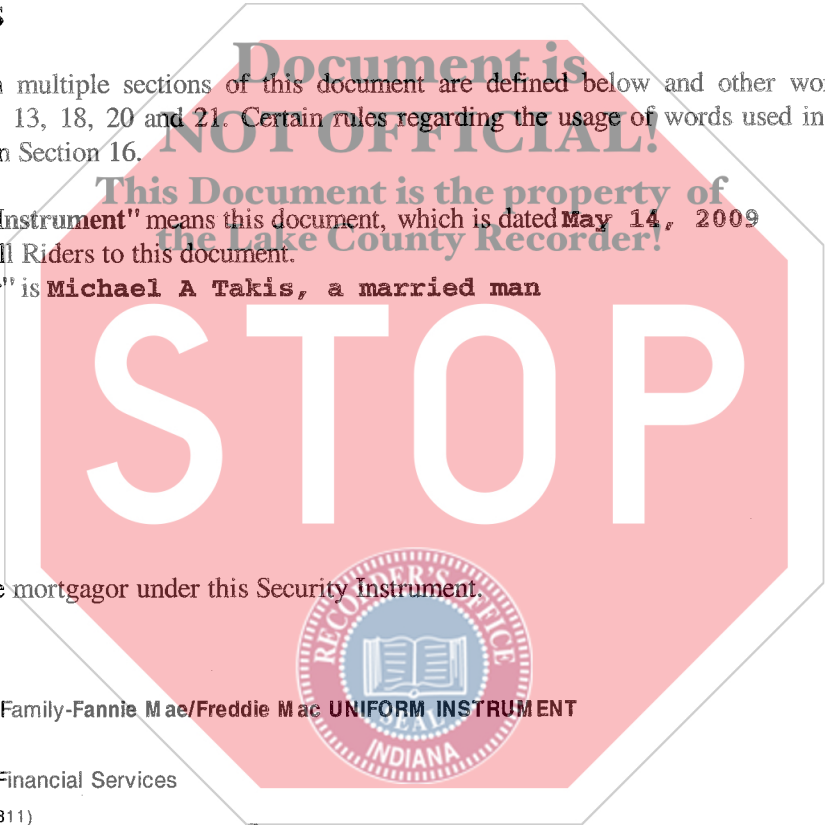 Document is
multiple sections of this document are defined below and other
13, 18, 20 and 21. Certain rules regarding the usage of words used in
NOT OFFICIAL!
Section 16.
This Document is the property of
Instrument" means this document, which is dated May 14, 2009
the Lake County Recorder!
Riders to this document.
" is Michael A Takis, a married man
STOP
mortgagor under this Security Instrument.
RECORDER'S OFFICE
SEAL
INDIANA
Family-Fannie Mae/Freddie Mac UNIFORM INSTRUMENT
Financial Services